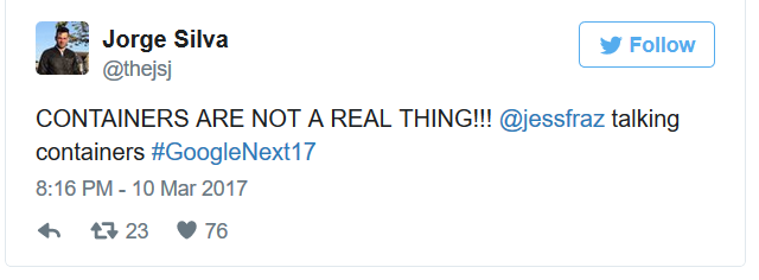 Jorge Silva
Follow
@thejsj
CONTAINERS ARE NOT A REAL THING!!! @jessfraz talking
containers #GoogleNext17
8:16 PM - 10 Mar 2017
23 76